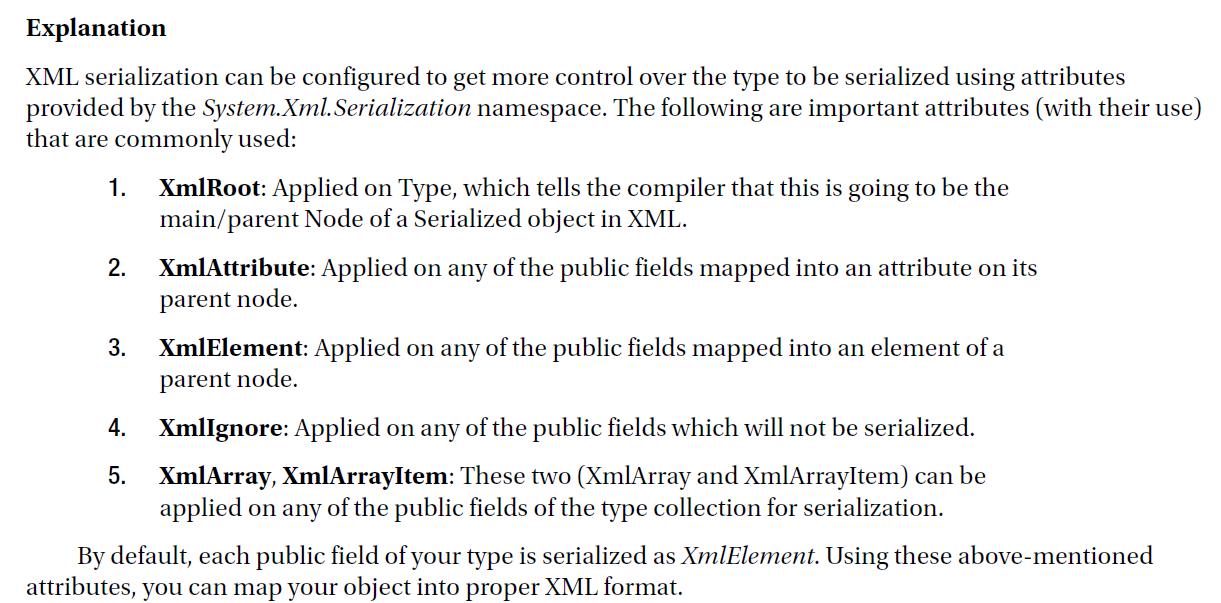 Explanation
XML serialization can be configured to get more control over the type to be serialized using attributes
provided by the System.Xml.Serialization namespace. The following are important attributes (with their use)
that are commonly used:
1. XmlRoot: Applied on Type, which tells the compiler that this is going to be the
main/parent Node of a Serialized object in XML.
2. XmlAttribute: Applied on any of the public fields mapped into an attribute on its
parent node.
3. XmlElement: Applied on any of the public fields mapped into an element of a
parent node.
4. XmlIgnore: Applied on any of the public fields which will not be serialized.
5. XmlArray, XmlArrayItem: These two (XmlArray and XmlArrayItem) can be
applied on any of the public fields of the type collection for serialization.
By default, each public field of your type is serialized as XmlElement. Using these above-mentioned
attributes, you can map your object into proper XML format.